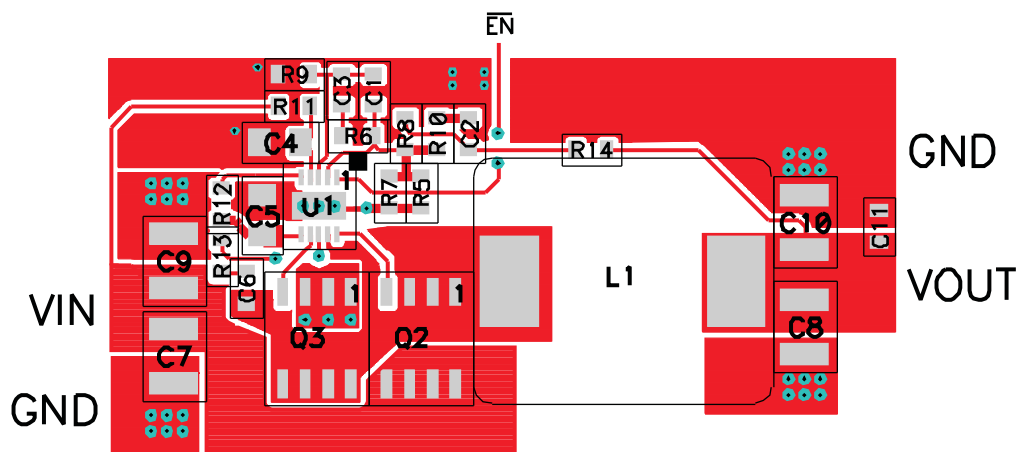 EN
R9
C3
C1
R11
R8
R10
C2
R6
C4
R14
GND
1
R12
C5
U1
R7
R5
C10
C11
R13
C9
C6
L1
VOUT
VIN
1
1
Q3
Q2
C8
C7
GND